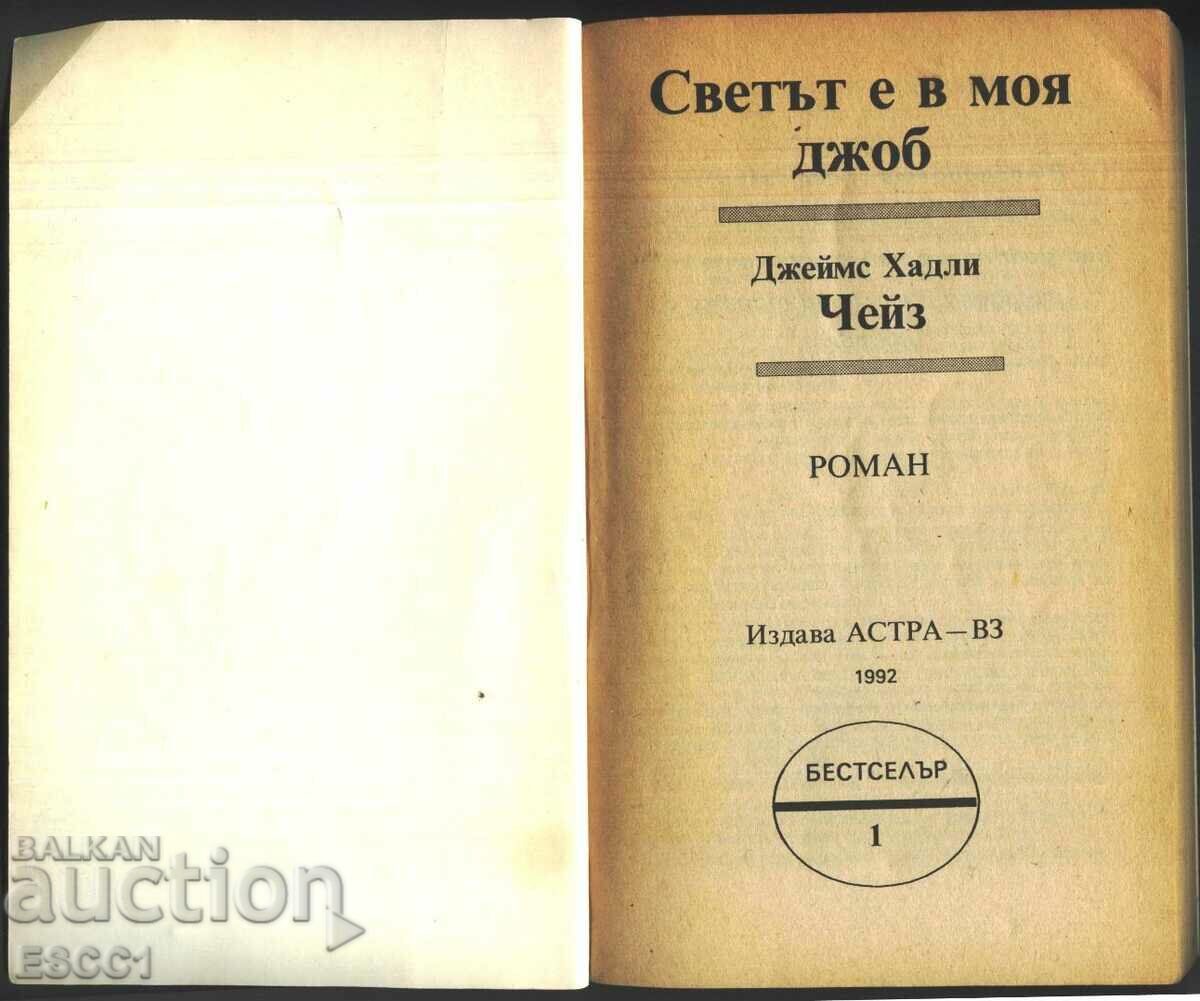 Светът е в моя
джоб
Джеймс Хадли
Чейз
РОМАН
Издава АСТРА — ВЗ
1992
БЕСТСЕЛЪР
1
BALKAN
auction
ESCC1